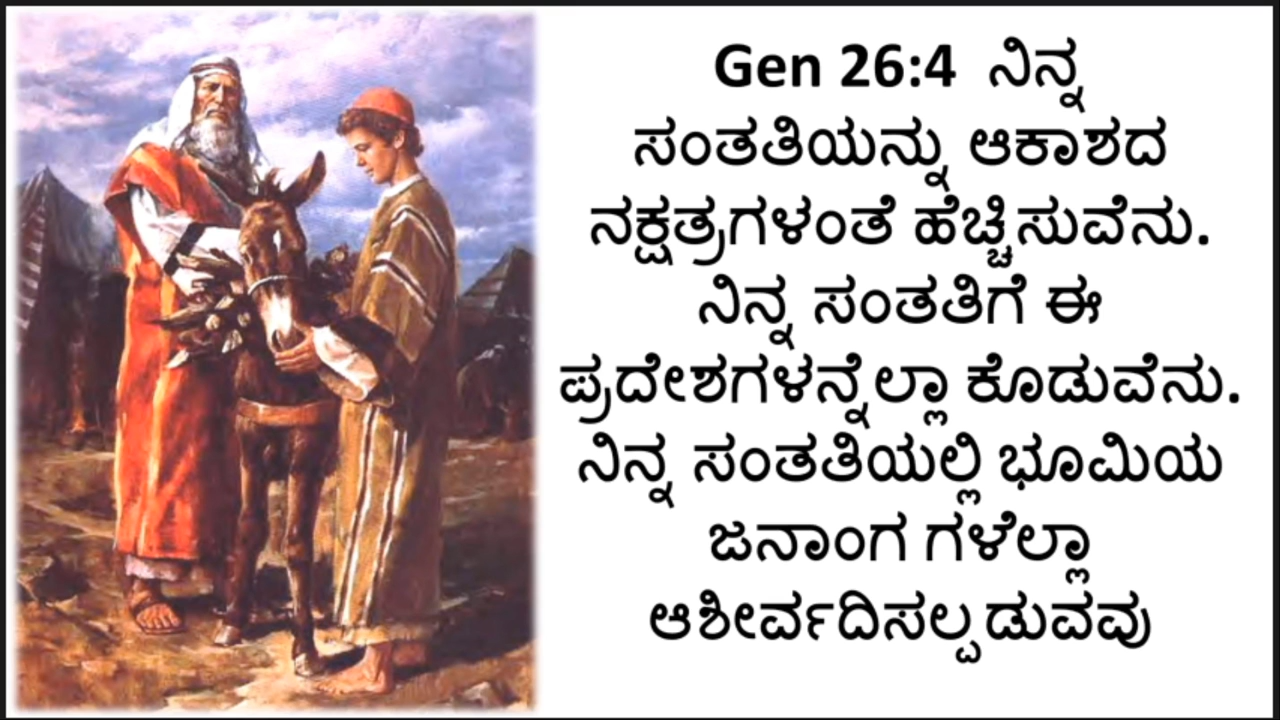 Gen 26:4 ನಿನ್ನ
ಸಂತತಿಯನ್ನು ಆಕಾಶದ
ನಕ್ಷತ್ರಗಳಂತೆ ಹೆಚ್ಚಿಸುವೆನು.
ನಿನ್ನ ಸಂತತಿಗೆ ಈ
ಪ್ರದೇಶಗಳನ್ನೆಲ್ಲಾ ಕೊಡುವೆನು.
ನಿನ್ನ ಸಂತತಿಯಲ್ಲಿ ಭೂಮಿಯ
ಜನಾಂಗ ಗಳೆಲ್ಲಾ
ಆಶೀರ್ವದಿಸಲ್ಪಡುವವು